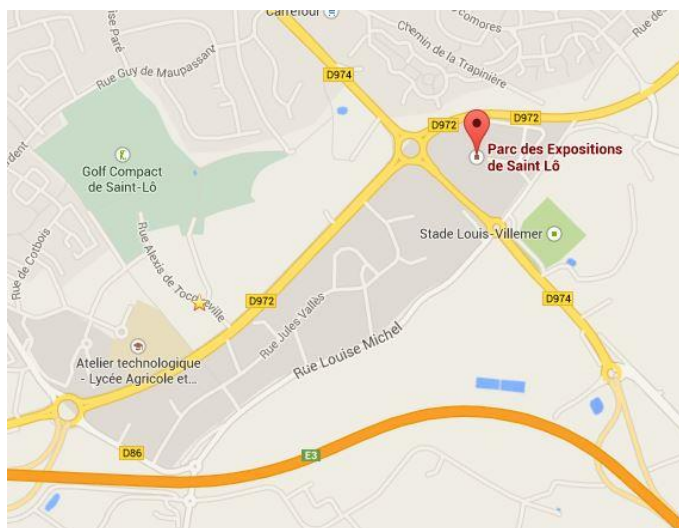 Carrefour
Comores
Chemin de la Trapinière
Rue Guy de Maupassant
D974
D972
D972
Parc des Expositions
de Saint Lô
Golf Compact
de Saint-Lô
Stade Louis-Villemer
Rue de Cotbois
Rue Alexis de Tocqueville
D972
D974
Rue Jules Vallès
Rue Louise Michel
Atelier technologique
- Lycée Agricole et...
D86
E3